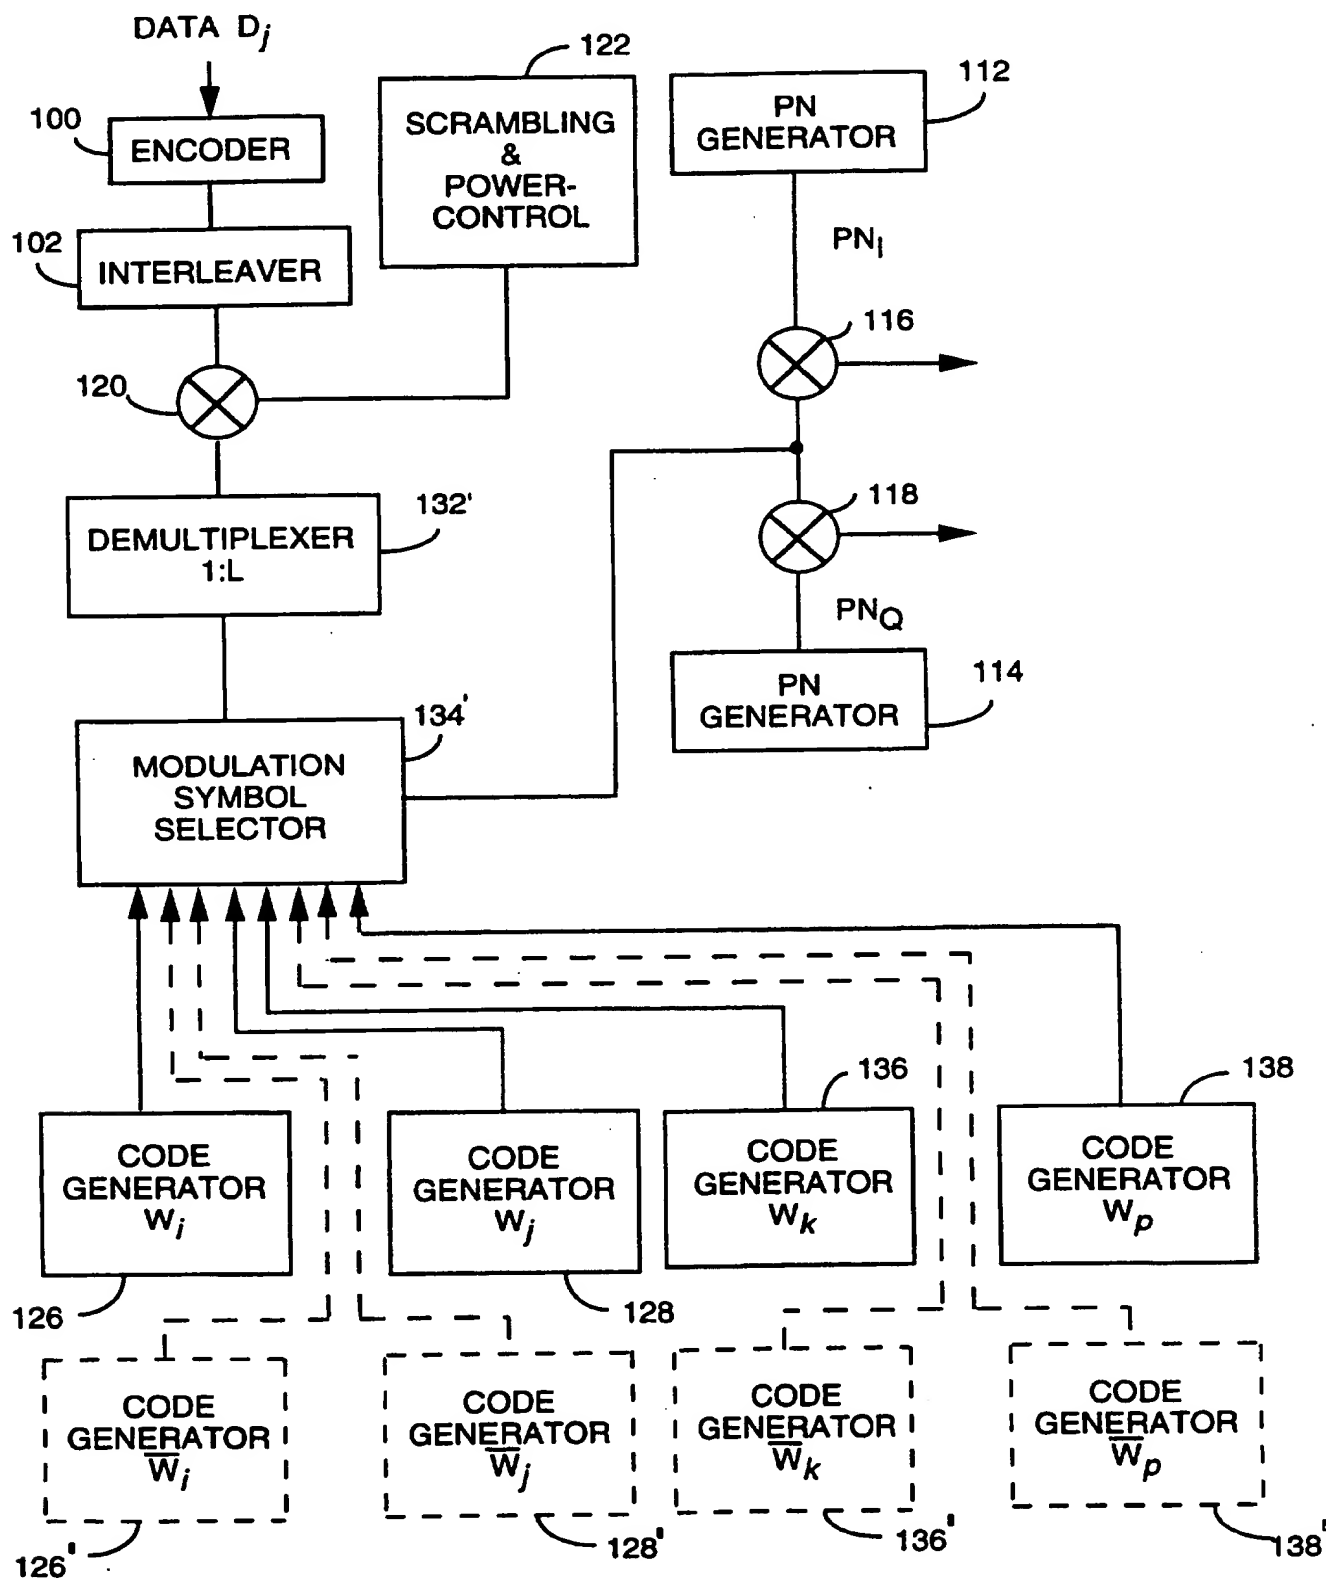 DATA Dj
122
112
100
ENCODER
SCRAMBLING
&
POWER-
CONTROL
PN
GENERATOR
102
INTERLEAVER
PNI
116
120
118
132'
DEMULTIPLEXER
1:L
PNQ
114
PN
GENERATOR
134'
MODULATION
SYMBOL
SELECTOR
136
138
CODE
GENERATOR
Wi
CODE
GENERATOR
Wj
CODE
GENERATOR
Wk
CODE
GENERATOR
Wp
126
128
CODE
GENERATOR
W̅i
CODE
GENERATOR
W̅j
CODE
GENERATOR
W̅k
CODE
GENERATOR
W̅p
126'
128'
136'
138'